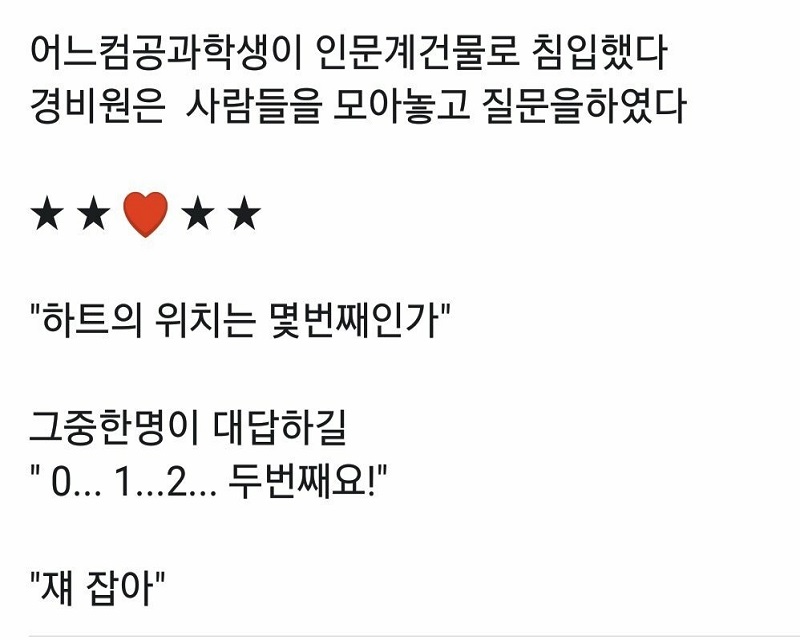 어느컴공과학생이 인문계건물로 침입했다
경비원은  사람들을 모아놓고 질문을하였다
★ ★ ❤ ★ ★
"하트의 위치는 몇번째인가"
그중한명이 대답하길
" 0... 1...2... 두번째요!"
"쟤 잡아"